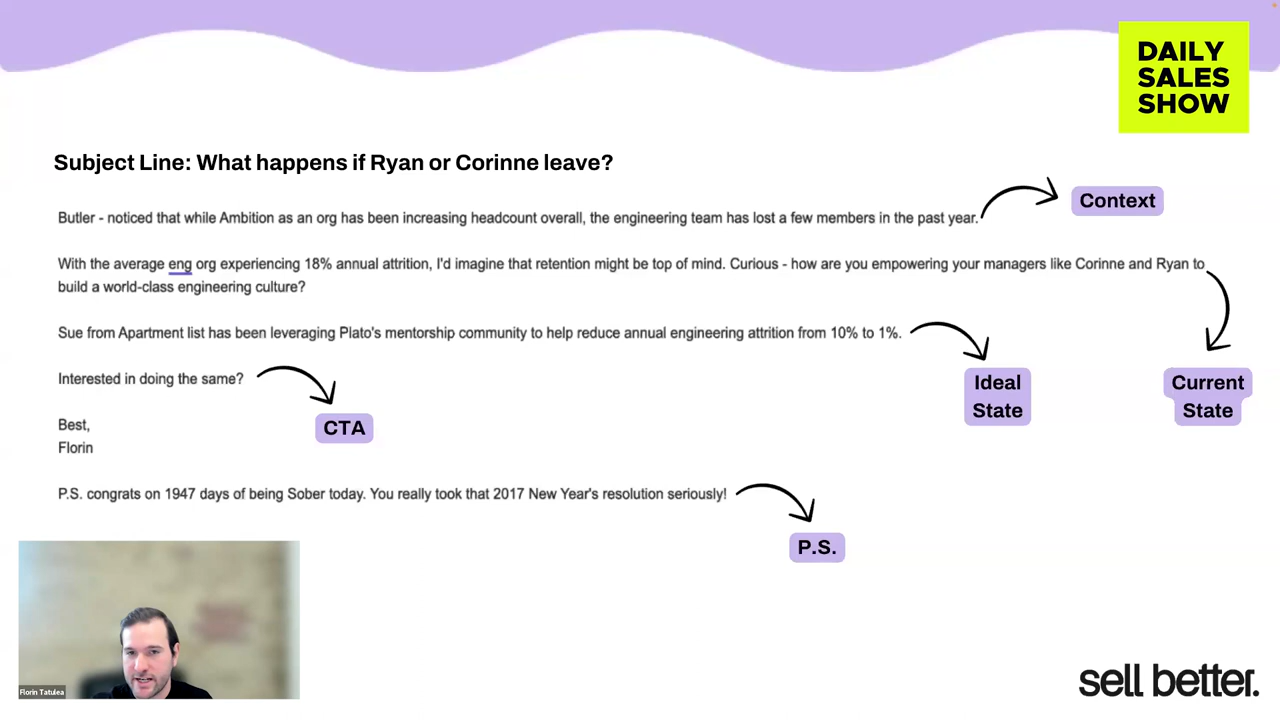 DAILY
SALES
SHOW
Subject Line: What happens if Ryan or Corinne leave?
Butler - noticed that while Ambition as an org has been increasing headcount overall, the engineering team has lost a few members in the past year.
Context
With the average eng org experiencing 18% annual attrition, I'd imagine that retention might be top of mind. Curious - how are you empowering your managers like Corinne and Ryan to
build a world-class engineering culture?
Sue from Apartment list has been leveraging Plato's mentorship community to help reduce annual engineering attrition from 10% to 1%.
Ideal
State
Current
State
Interested in doing the same?
CTA
Best,
Florin
P.S. congrats on 1947 days of being Sober today. You really took that 2017 New Year's resolution seriously!
P.S.
Florin Tatulea
sell better.